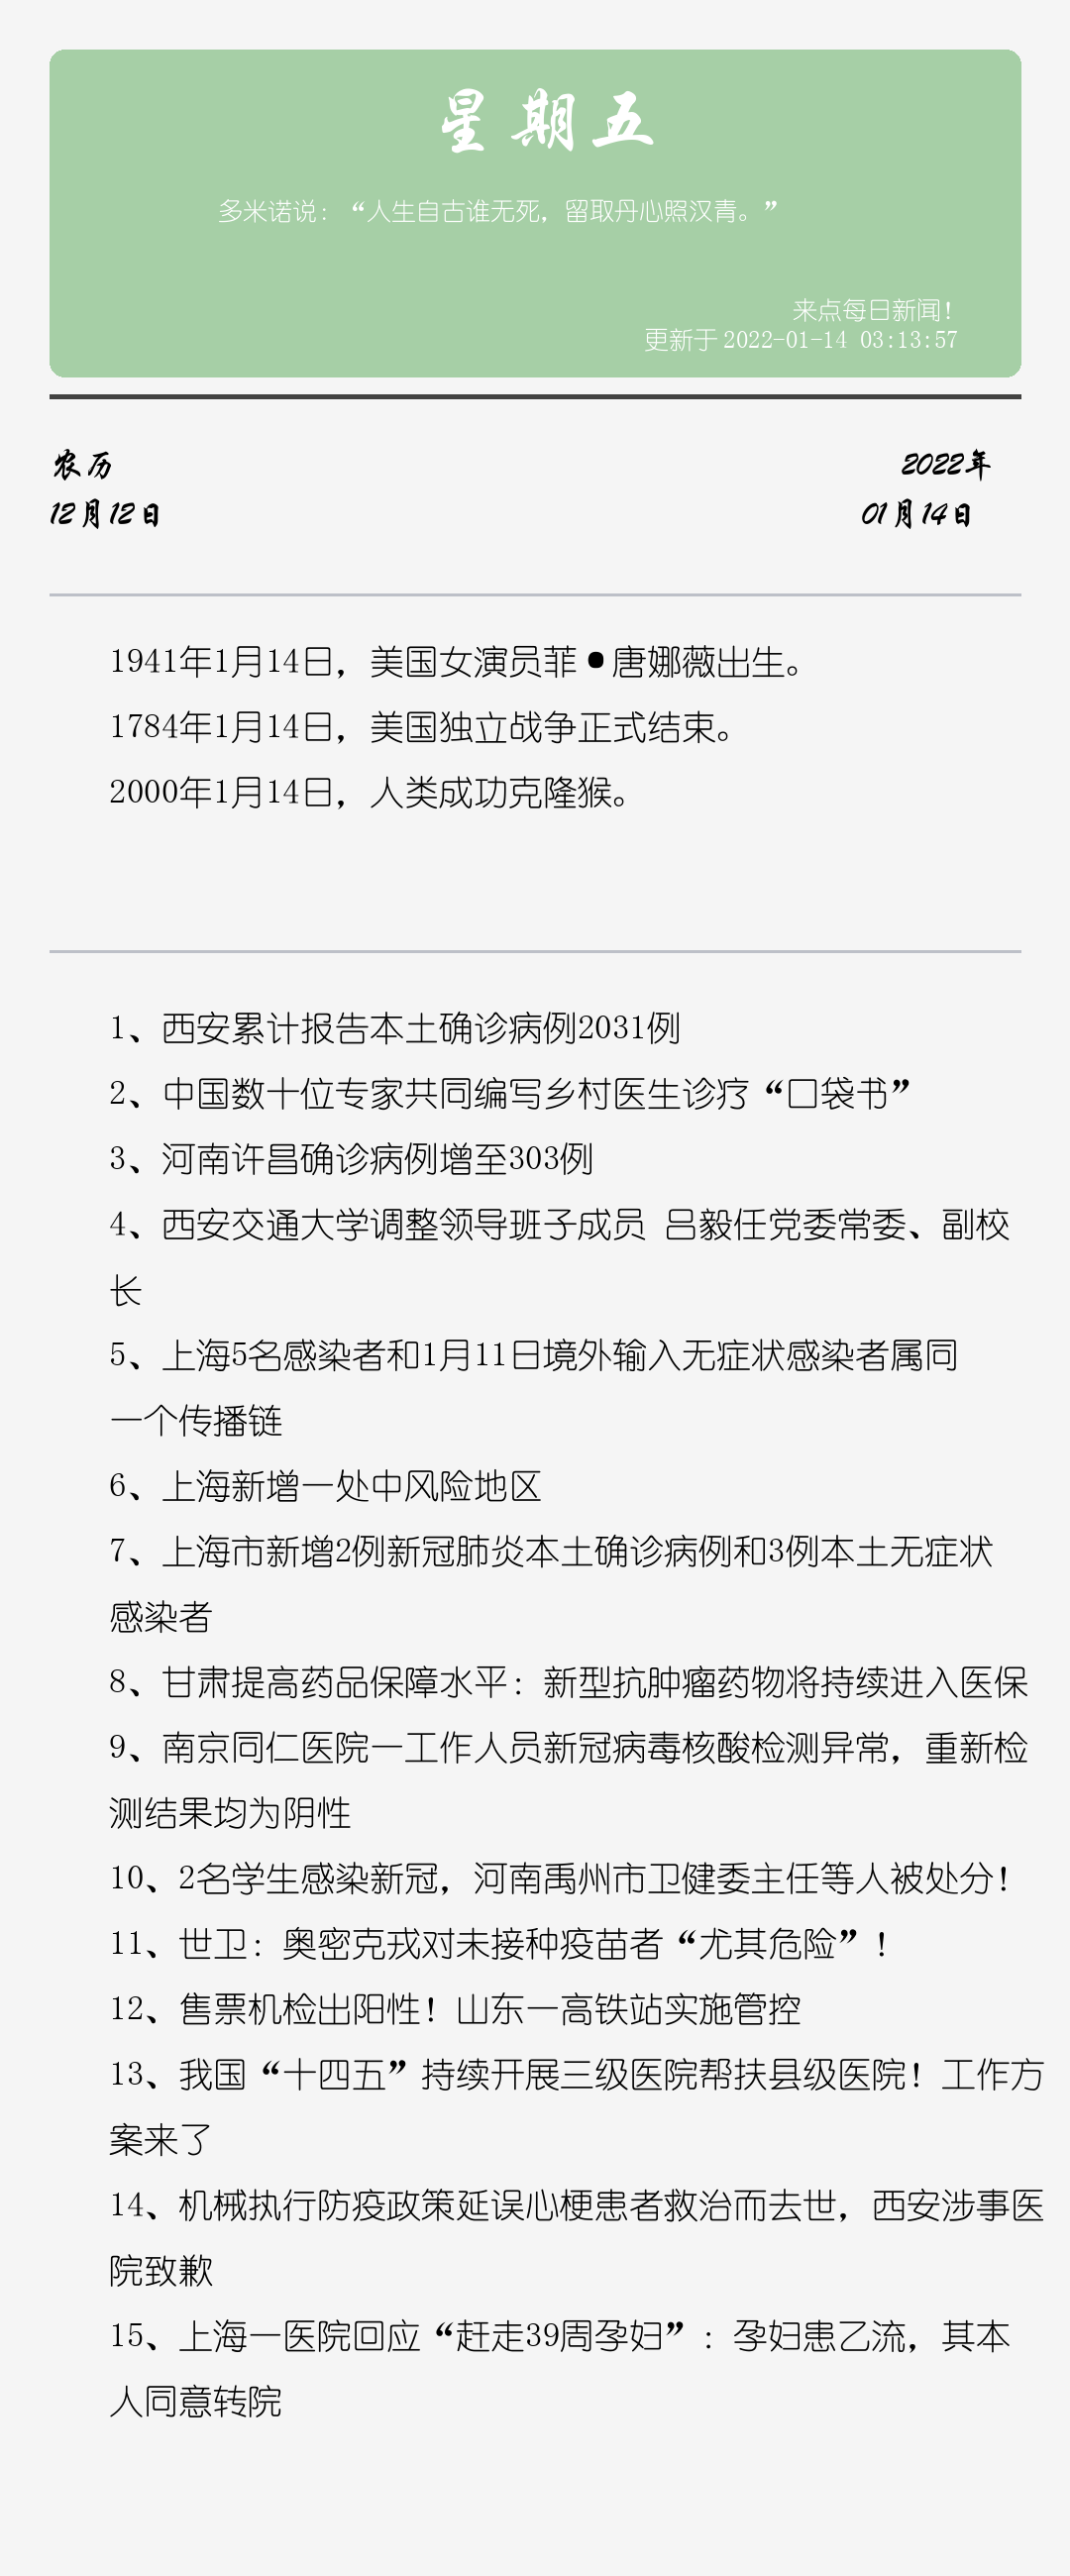 星期五
多米诺说：“人生自古谁无死，留取丹心照汉青。”
来点每日新闻！
更新于 2022-01-14 03:13:57
农历
2022年
12月12日
01月14日
1941年1月14日，美国女演员菲●唐娜薇出生。
1784年1月14日，美国独立战争正式结束。
2000年1月14日，人类成功克隆猴。
1、西安累计报告本土确诊病例2031例
2、中国数十位专家共同编写乡村医生诊疗“口袋书”
3、河南许昌确诊病例增至303例
4、西安交通大学调整领导班子成员 吕毅任党委常委、副校
长
5、上海5名感染者和1月11日境外输入无症状感染者属同
一个传播链
6、上海新增一处中风险地区
7、上海市新增2例新冠肺炎本土确诊病例和3例本土无症状
感染者
8、甘肃提高药品保障水平：新型抗肿瘤药物将持续进入医保
9、南京同仁医院一工作人员新冠病毒核酸检测异常，重新检
测结果均为阴性
10、2名学生感染新冠，河南禹州市卫健委主任等人被处分！
11、世卫：奥密克戎对未接种疫苗者“尤其危险”！
12、售票机检出阳性！山东一高铁站实施管控
13、我国“十四五”持续开展三级医院帮扶县级医院！工作方
案来了
14、机械执行防疫政策延误心梗患者救治而去世，西安涉事医
院致歉
15、上海一医院回应“赶走39周孕妇”：孕妇患乙流，其本
人同意转院